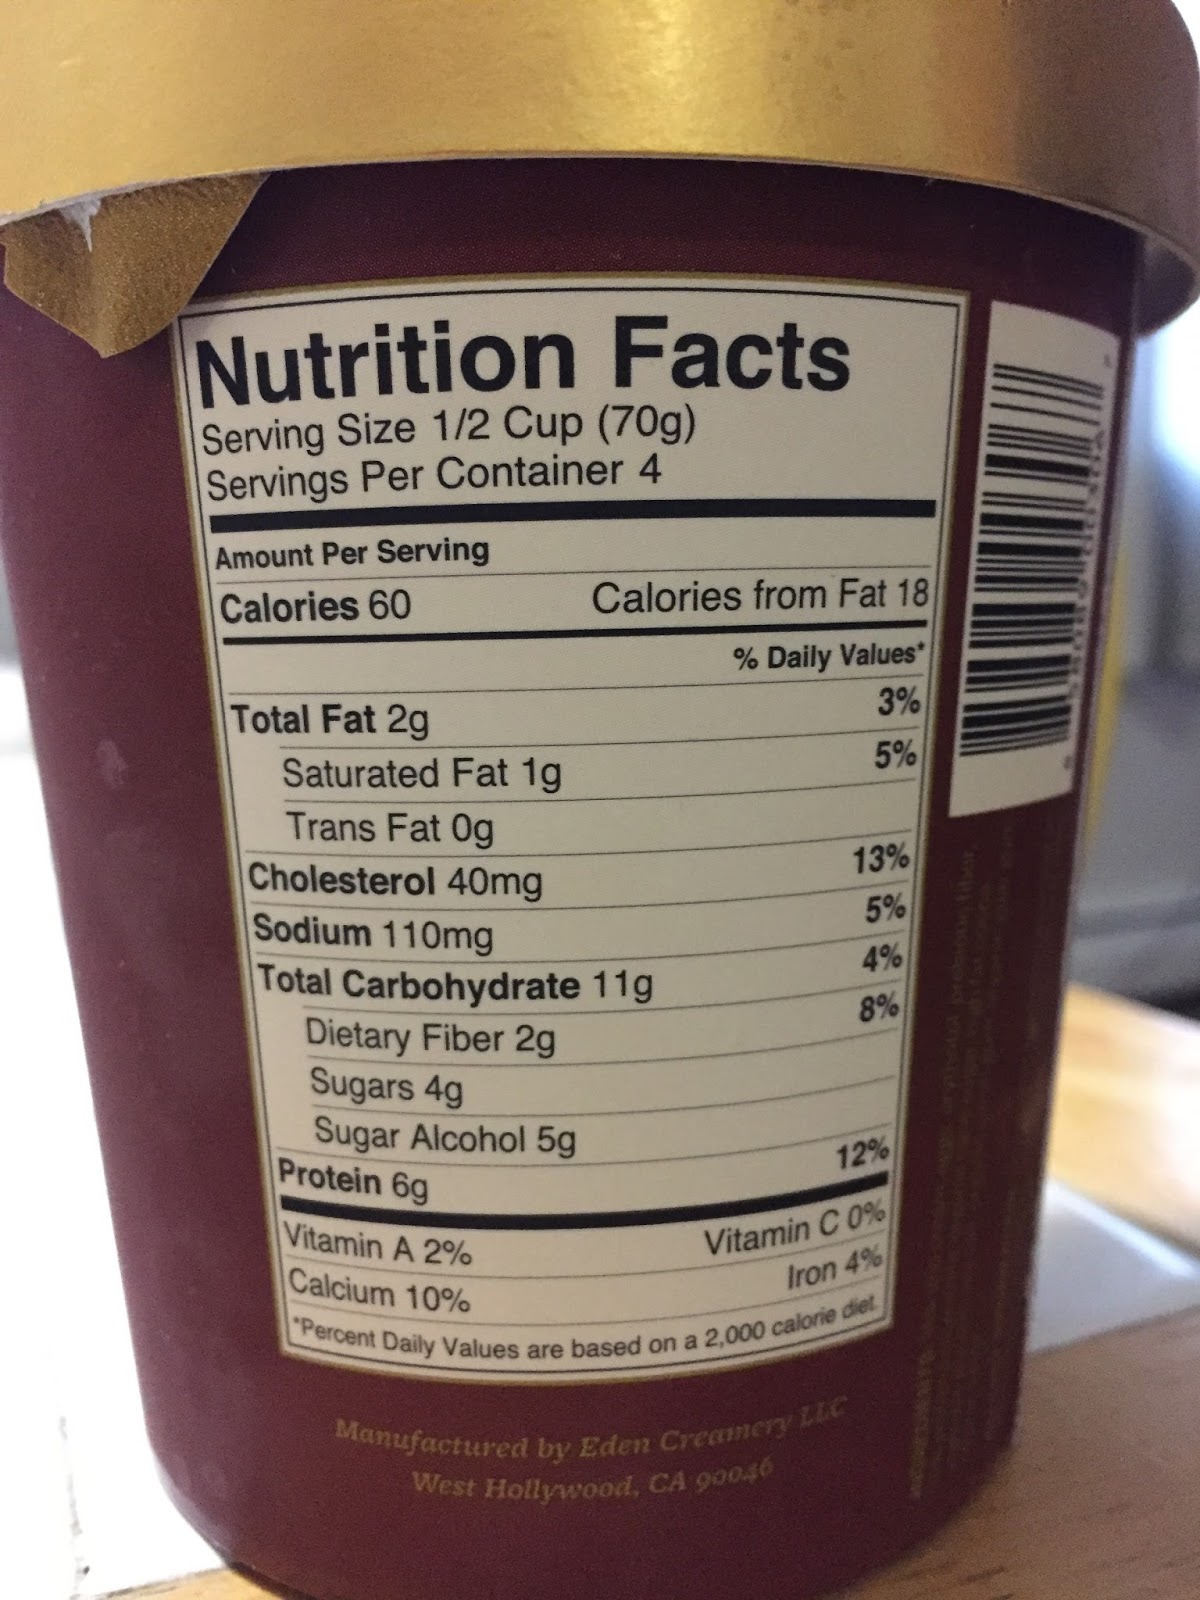 Nutrition Facts
Serving Size 1/2 Cup (70g)
Servings Per Container 4
Amount Per Serving
Calories 60 Calories from Fat 18
% Daily Values*
Total Fat 2g 3%
Saturated Fat 1g 5%
Trans Fat 0g
Cholesterol 40mg 13%
Sodium 110mg 5%
Total Carbohydrate 11g 4%
Dietary Fiber 2g 8%
Sugars 4g
Sugar Alcohol 5g
Protein 6g 12%
Vitamin A 2% Vitamin C 0%
Calcium 10% Iron 4%
*Percent Daily Values are based on a 2,000 calorie diet.
Manufactured by Eden Creamery LLC
West Hollywood, CA 90046